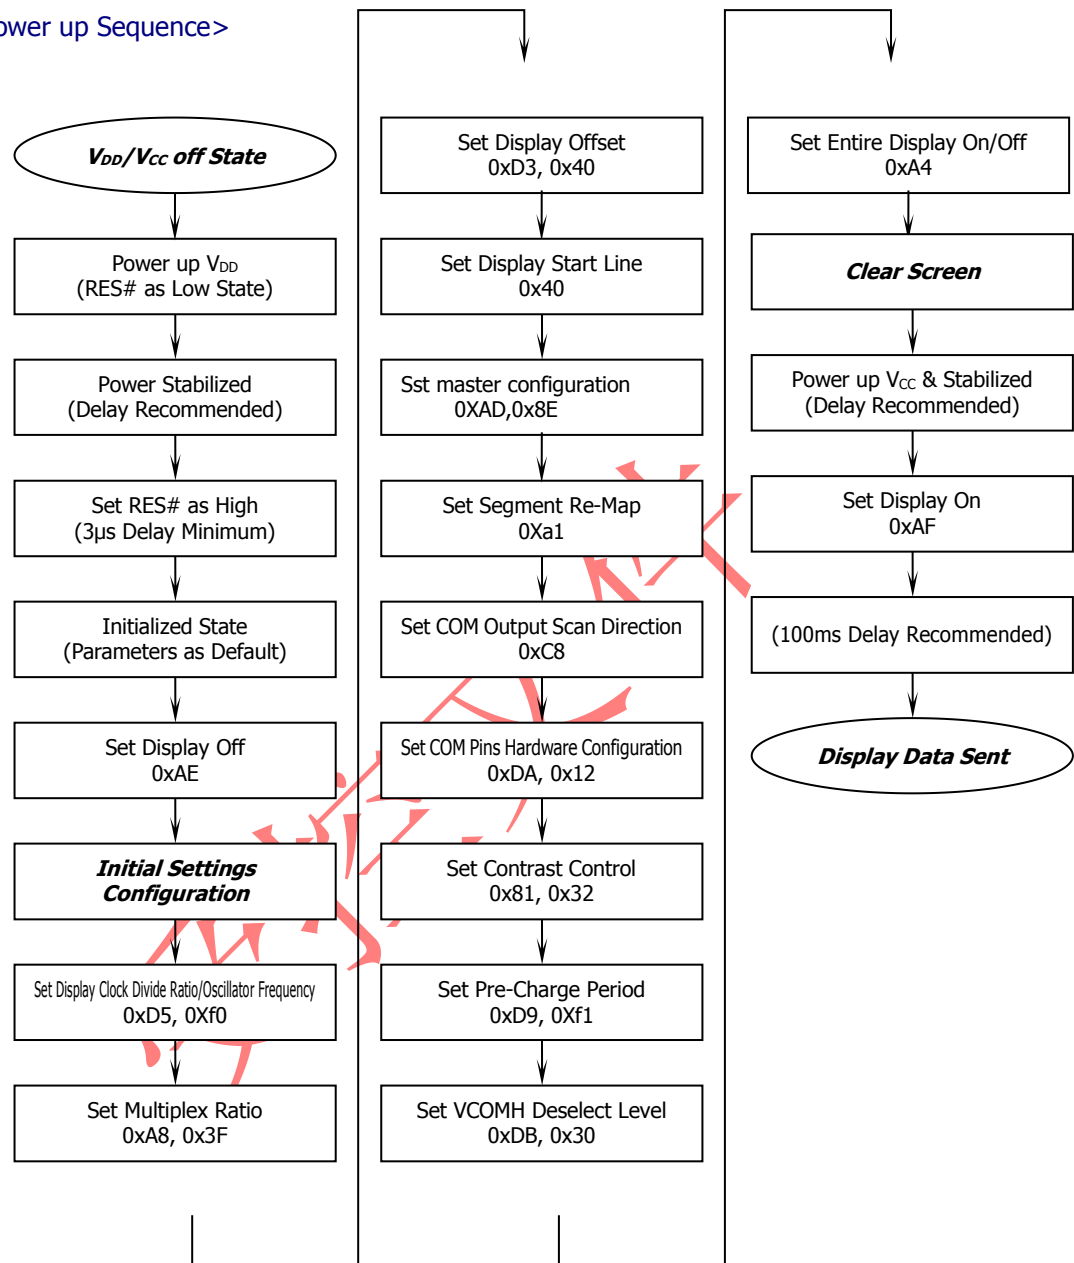 ower up Sequence>
VDD/VCC off State
Power up VDD
(RES# as Low State)
Power Stabilized
(Delay Recommended)
Set RES# as High
(3μs Delay Minimum)
Initialized State
(Parameters as Default)
Set Display Off
0xAE
Initial Settings
Configuration
Set Display Clock Divide Ratio/Oscillator Frequency
0xD5, 0Xf0
Set Multiplex Ratio
0xA8, 0x3F
Set Display Offset
0xD3, 0x40
Set Display Start Line
0x40
Sst master configuration
0XAD,0x8E
Set Segment Re-Map
0Xa1
Set COM Output Scan Direction
0xC8
Set COM Pins Hardware Configuration
0xDA, 0x12
Set Contrast Control
0x81, 0x32
Set Pre-Charge Period
0xD9, Xf1
Set VCOMH Deselect Level
0xDB, 0x30
Set Entire Display On/Off
0xA4
Clear Screen
Power up VCC & Stabilized
(Delay Recommended)
Set Display On
0xAF
(100ms Delay Recommended)
Display Data Sent